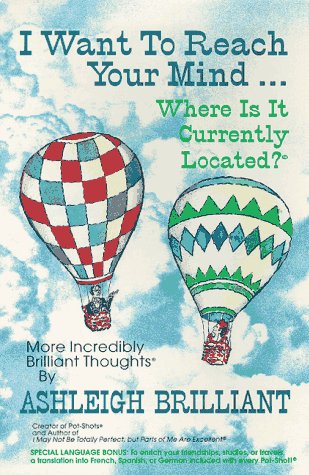 I Want To Reach
Your Mind ...
Where Is It
Currently
Located?©
More Incredibly
Brilliant Thoughts®
By
ASHLEIGH BRILLIANT
Creator of Pot-Shots®
and Author of
I May Not Be Totally Perfect, but Parts of Me Are Excellent®
SPECIAL LANGUAGE BONUS: To enrich your friendships, studies, or travels,
a translation into French, Spanish, or German included with every Pot-Shot!®